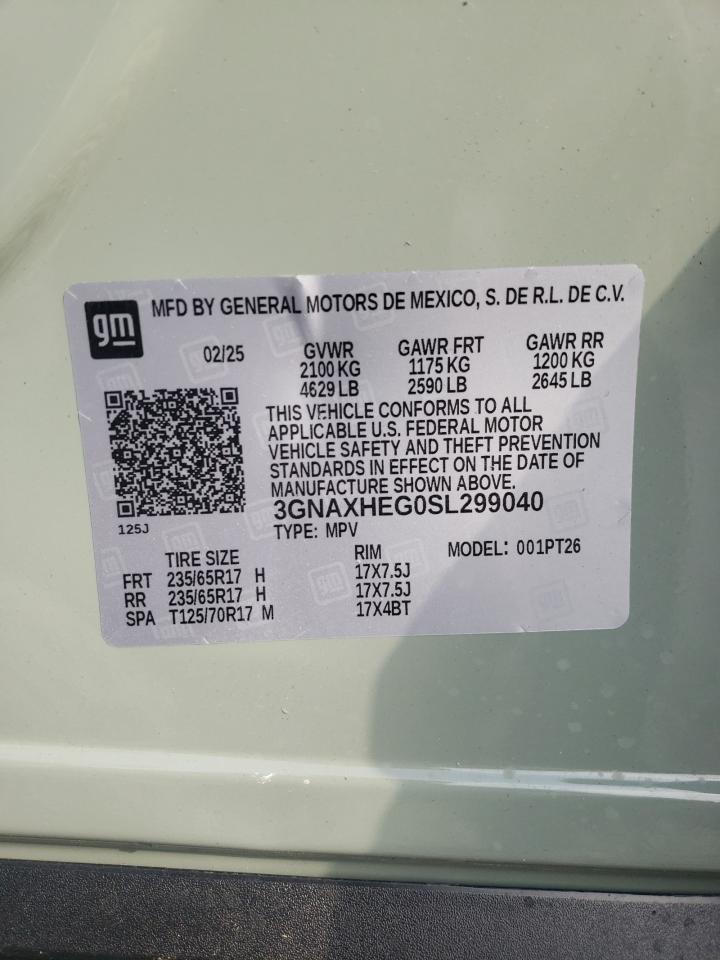 gm
MFD BY GENERAL MOTORS DE MEXICO, S. DE R.L. DE C.V.
02/25 GVWR GAWR FRT GAWR RR
2100 KG 1175 KG 1200 KG
4629 LB 2590 LB 2645 LB
THIS VEHICLE CONFORMS TO ALL
APPLICABLE U.S. FEDERAL MOTOR
VEHICLE SAFETY AND THEFT PREVENTION
STANDARDS IN EFFECT ON THE DATE OF
MANUFACTURE SHOWN ABOVE.
3GNAXHEG0SL299040
125J
TYPE: MPV
TIRE SIZE RIM MODEL: 001PT26
FRT 235/65R17 H 17X7.5J
RR 235/65R17 H 17X7.5J
SPA T125/70R17 M 17X4BT